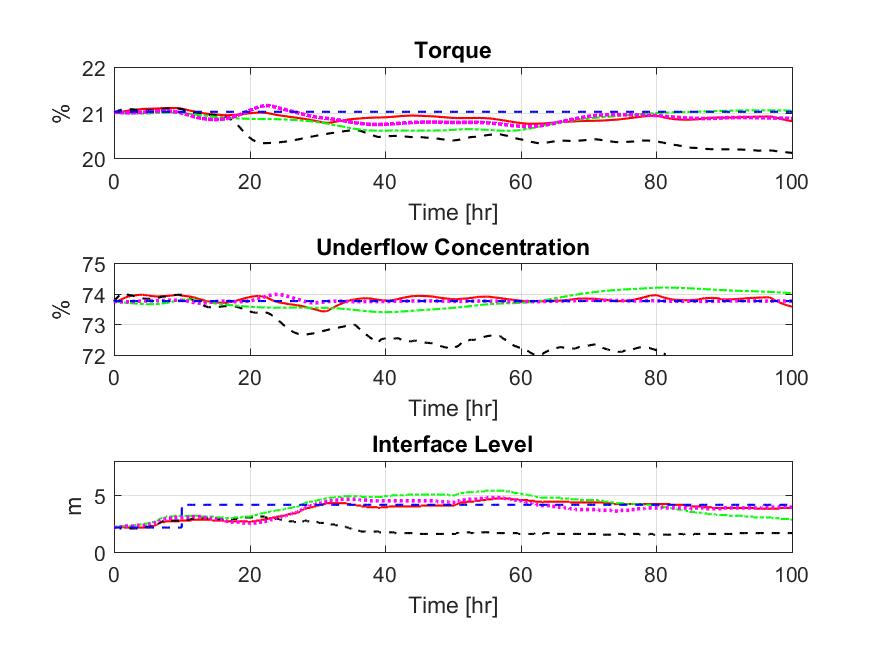 Torque
22
21
20
%
0 20 40 60 80 100
Time [hr]
Underflow Concentration
75
74
73
72
%
0 20 40 60 80 100
Time [hr]
Interface Level
5
0
m
0 20 40 60 80 100
Time [hr]